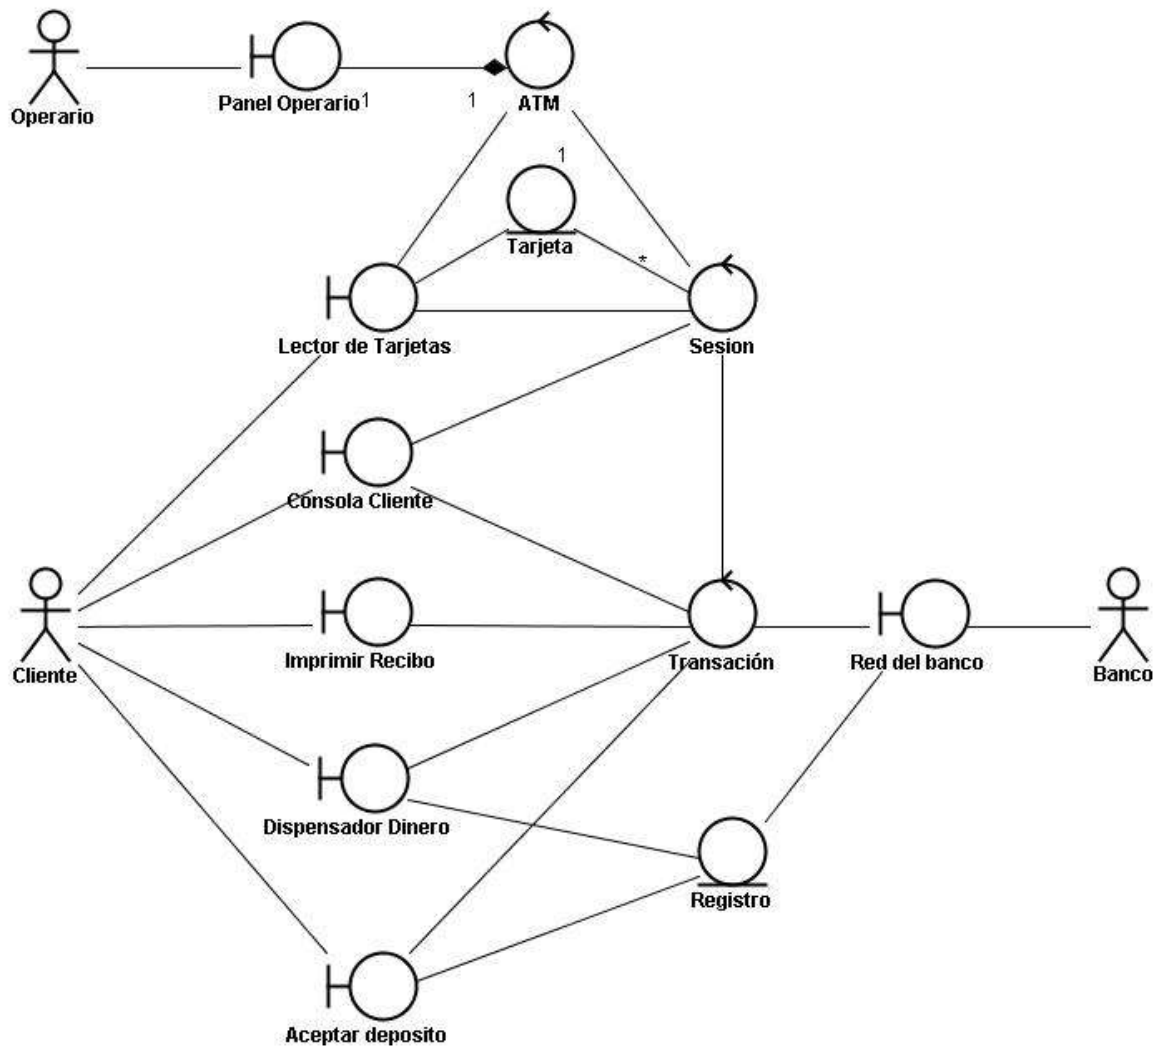 Operario
Panel Operario
1
1
ATM
1
Tarjeta
*
Lector de Tarjetas
Sesion
Consola Cliente
Cliente
Imprimir Recibo
Transación
Red del banco
Banco
Dispensador Dinero
Registro
Aceptar deposito